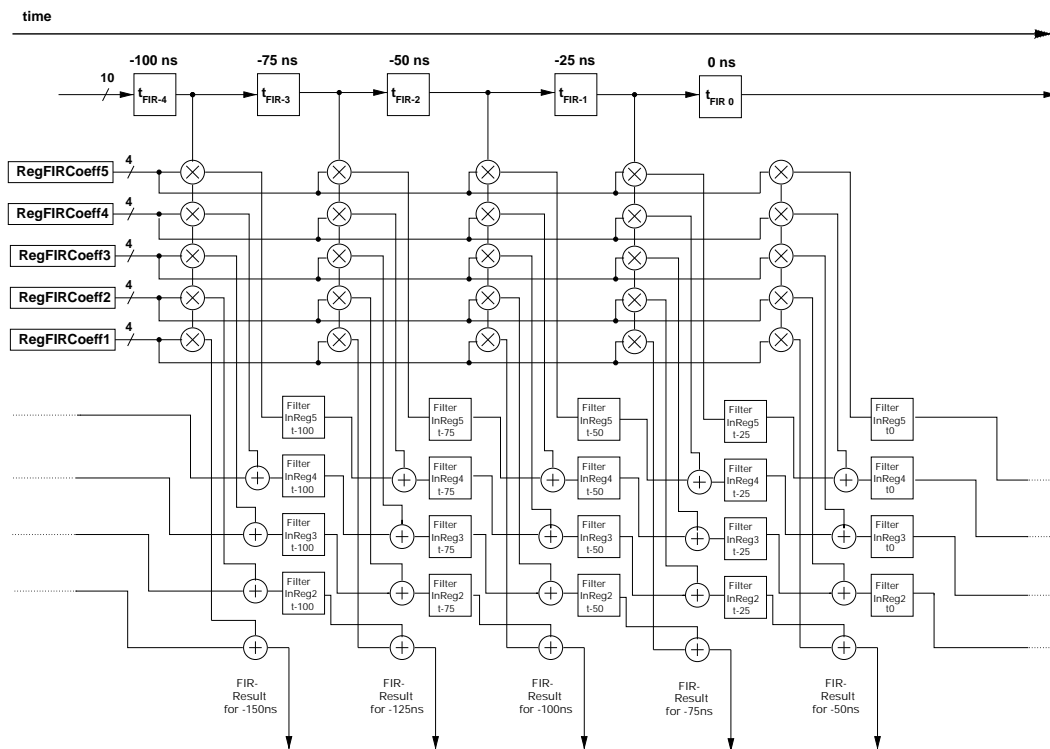 time
-100 ns
-75 ns
-50 ns
-25 ns
0 ns
10
tFIR-4
tFIR-3
tFIR-2
tFIR-1
tFIR 0
RegFIRCoeff5
4
RegFIRCoeff4
4
RegFIRCoeff3
4
RegFIRCoeff2
4
RegFIRCoeff1
4
Filter
InReg5
t-100
Filter
InReg5
t-75
Filter
InReg5
t-50
Filter
InReg5
t-25
Filter
InReg5
t0
Filter
InReg4
t-100
Filter
InReg4
t-75
Filter
InReg4
t-50
Filter
InReg4
t-25
Filter
InReg4
t0
Filter
InReg3
t-100
Filter
InReg3
t-75
Filter
InReg3
t-50
Filter
InReg3
t-25
Filter
InReg3
t0
Filter
InReg2
t-100
Filter
InReg2
t-75
Filter
InReg2
t-50
Filter
InReg2
t-25
Filter
InReg2
t0
FIR-
Result
for -150ns
FIR-
Result
for -125ns
FIR-
Result
for -100ns
FIR-
Result
for -75ns
FIR-
Result
for -50ns